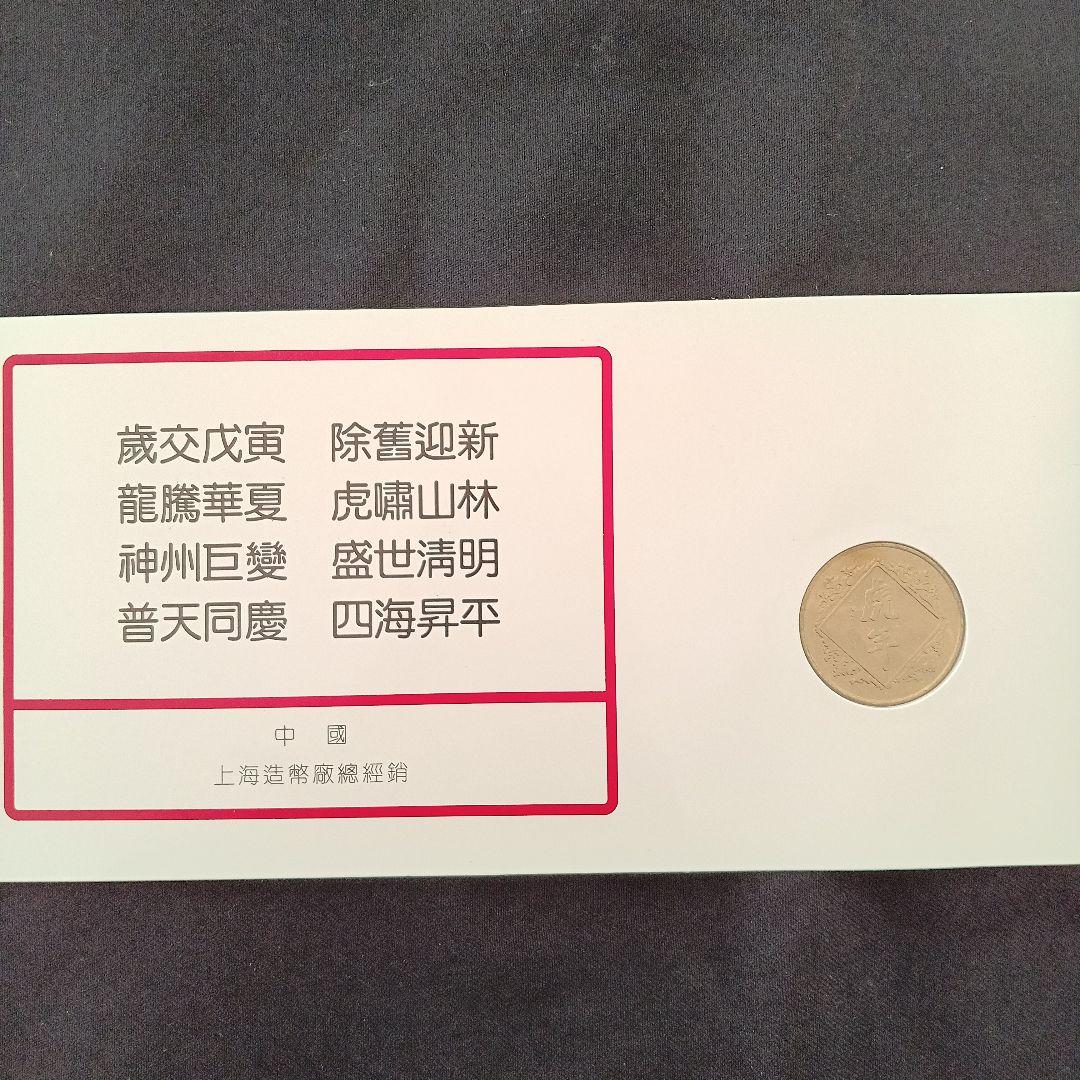 歲交戊寅 除舊迎新
龍騰華夏 虎嘯山林
神州巨變 盛世清明
普天同慶 四海昇平
中 國
上海造幣廠總經銷
虎
年